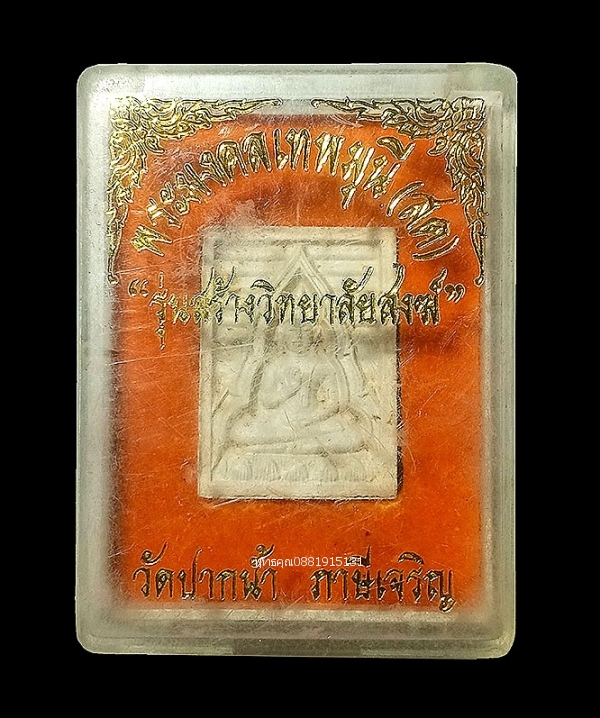 พระมงคลเทพมุนี (สด)
"รุ่นสร้างวิทยาลัยสงฆ์"
วัดปากน้ำ ภาษีเจริญ